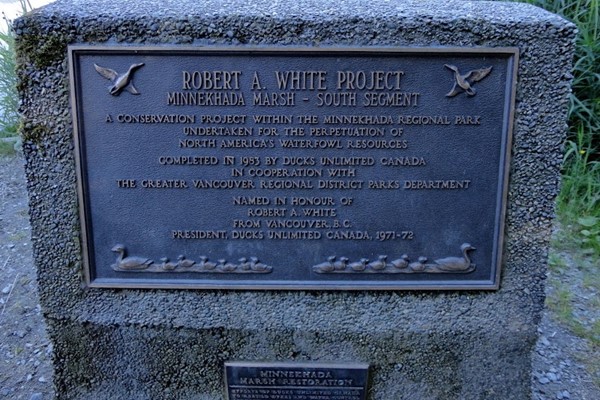 ROBERT A. WHITE PROJECT
MINNEKHADA MARSH - SOUTH SEGMENT
A CONSERVATION PROJECT WITHIN THE MINNEKHADA REGIONAL PARK
UNDERTAKEN FOR THE PERPETUATION OF
NORTH AMERICA'S WATERFOWL RESOURCES
COMPLETED IN BY DUCKS UNLIMITED CANADA
IN COOPERATION WITH
THE GREATER VANCOUVER REGIONAL DISTRICT PARKS DEPARTMENT
NAMED IN HONOUR OF
ROBERT A. WHITE
FROM VANCOUVER, B.C.
PRESIDENT, DUCKS UNLIMITED CANADA, 1971-72
MINNEKHADA
MARSH RESTORATION